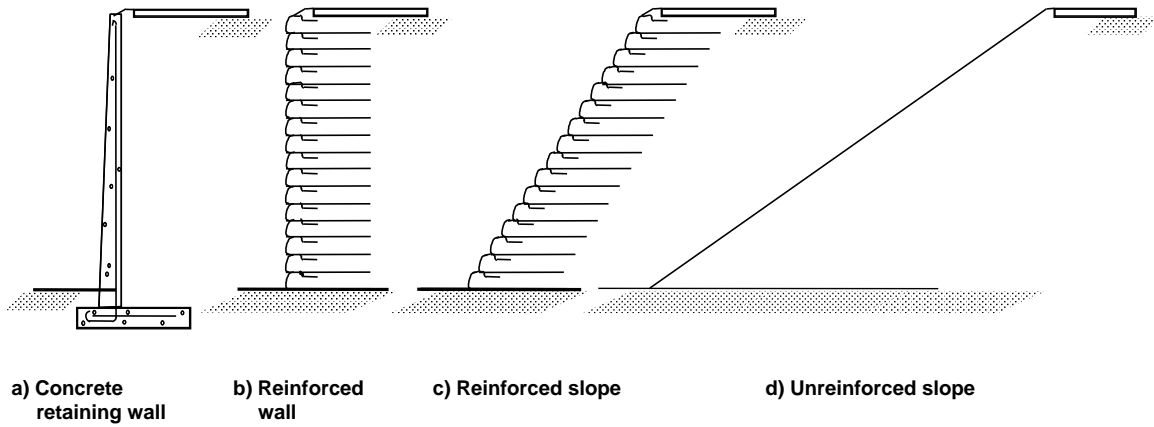 a) Concrete
retaining wall
b) Reinforced
wall
c) Reinforced slope
d) Unreinforced slope